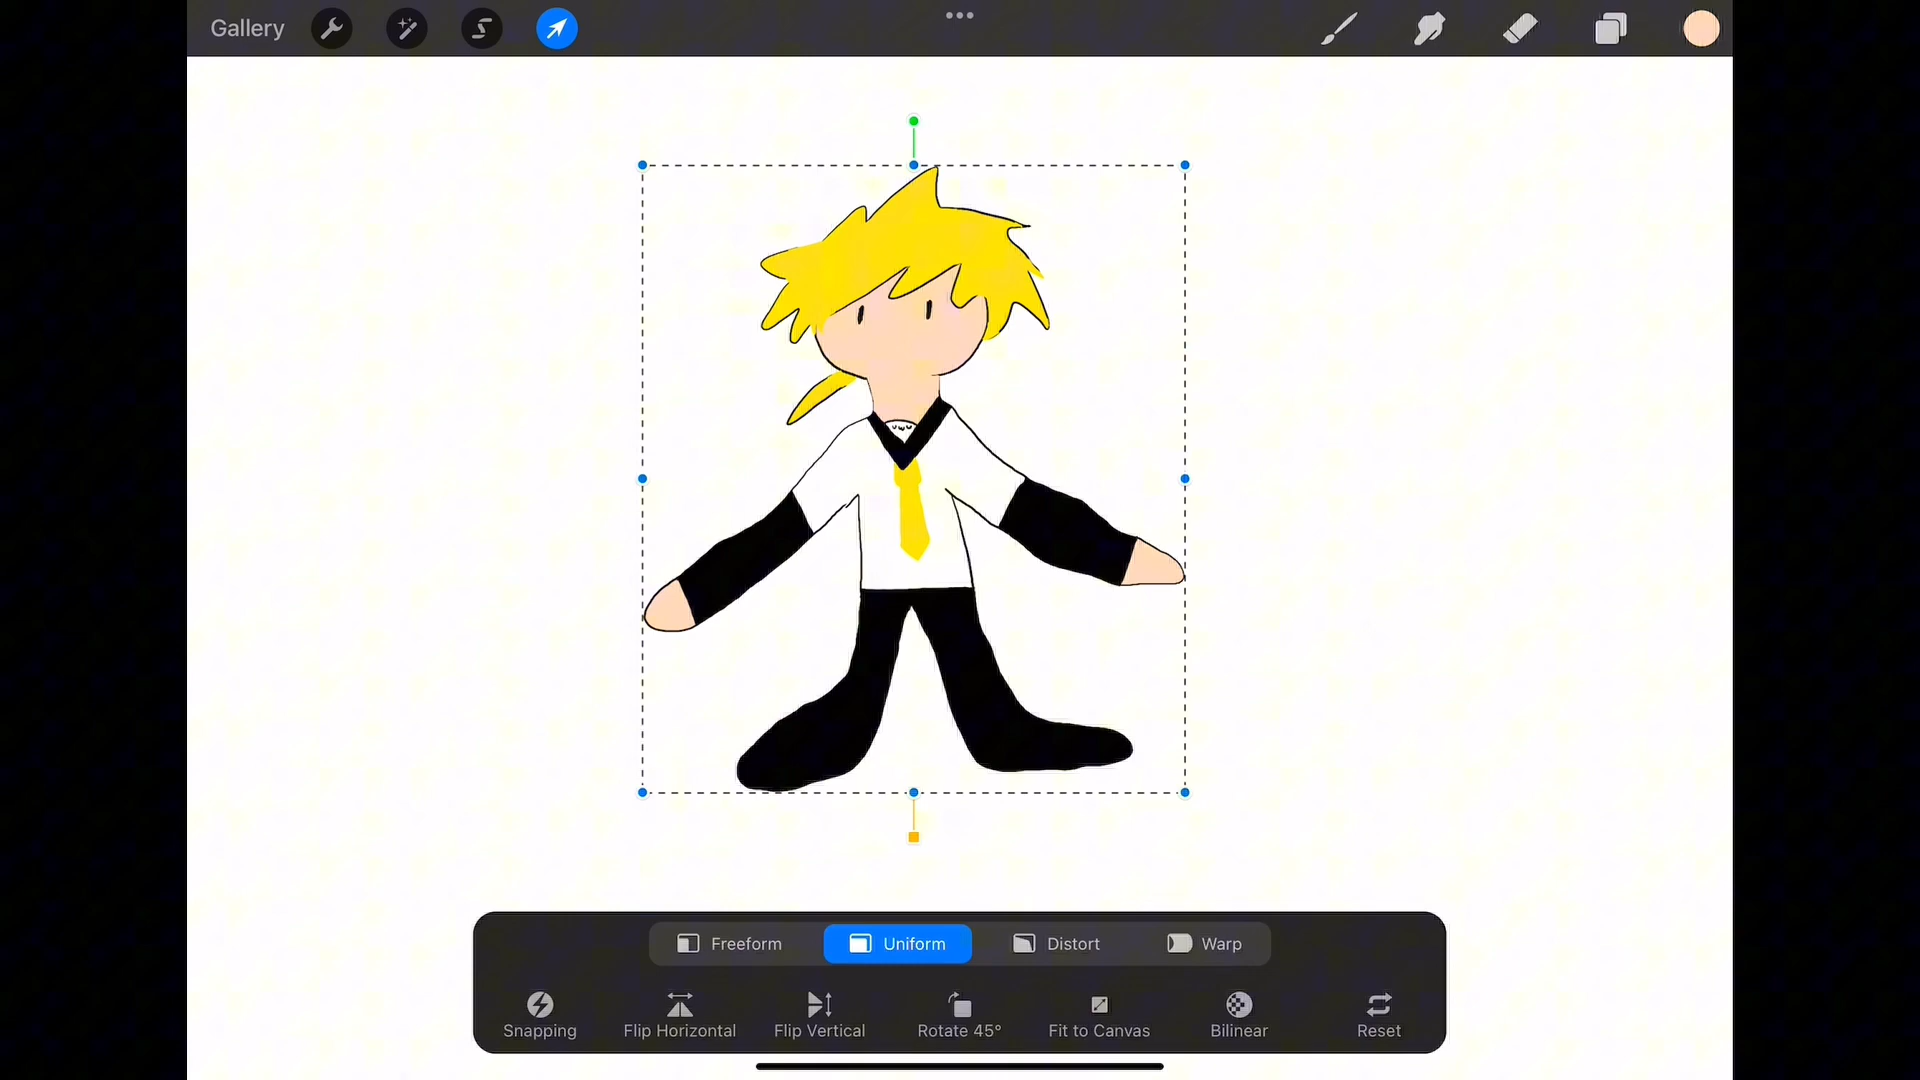 Gallery
Freeform Uniform Distort Warp
Snapping Flip Horizontal Flip Vertical Rotate 45° Fit to Canvas Bilinear Reset